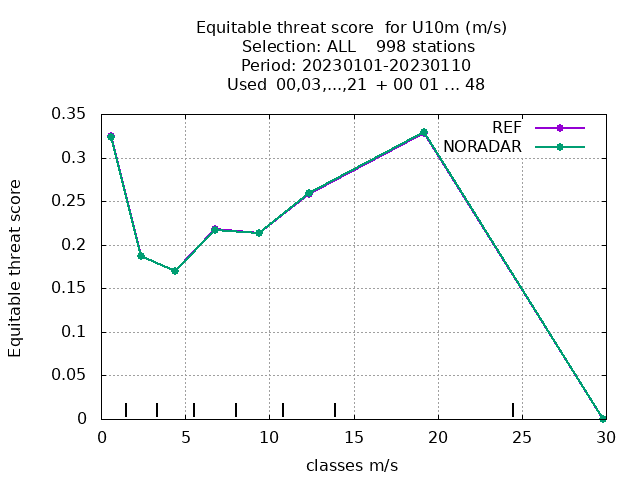 Equitable threat score  for U10m (m/s)
Selection: ALL    998 stations
Period: 20230101-20230110
Used  00,03,...,21  + 00 01 ... 48
REF
NORADAR
Equitable threat score
0.35
0.3
0.25
0.2
0.15
0.1
0.05
0
0 5 10 15 20 25 30
classes m/s